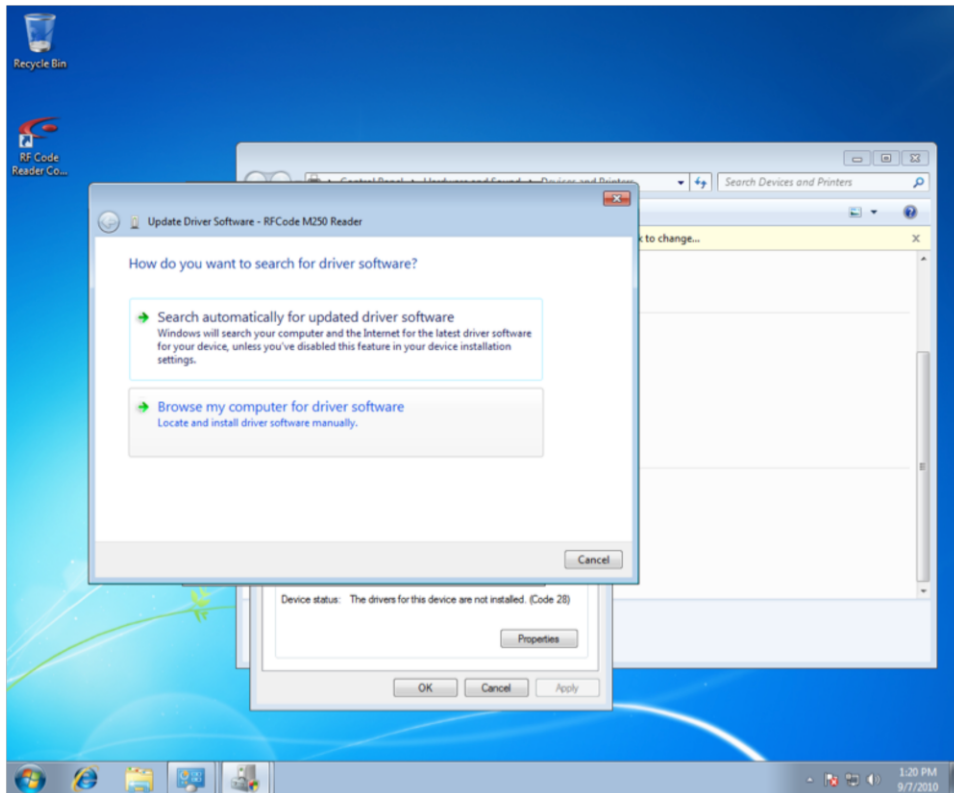 Recycle Bin
RF Code
Reader Co...
Search Devices and Printers
k to change...
Update Driver Software - RFCode M250 Reader
How do you want to search for driver software?
Search automatically for updated driver software
Windows will search your computer and the Internet for the latest driver software
for your device, unless you've disabled this feature in your device installation
settings.
Browse my computer for driver software
Locate and install driver software manually.
Cancel
Device status: The drivers for this device are not installed. (Code 28)
Properties
OK Cancel Apply
1:20 PM
9/7/2010